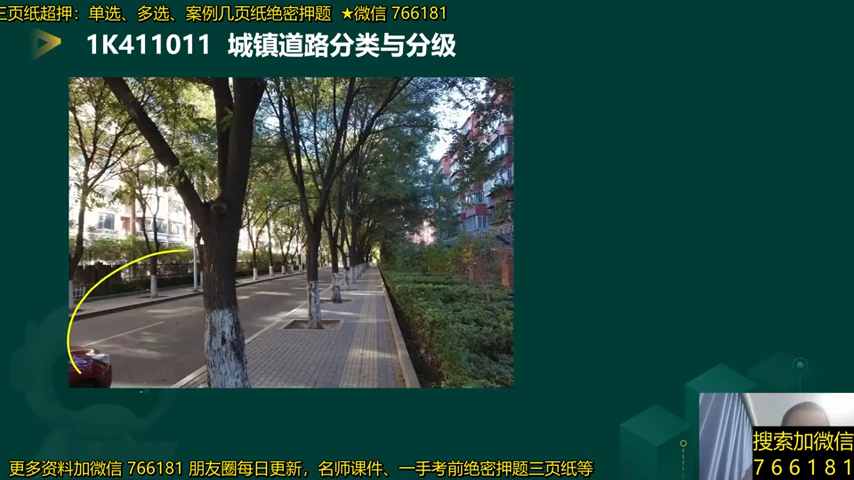 三页纸超押：单选、多选、案例几页纸绝密押题 ★微信 766181
1K411011 城镇道路分类与分级
搜索加微信
766181
更多资料加微信 766181 朋友圈每日更新，名师课件、一手考前绝密押题三页纸等